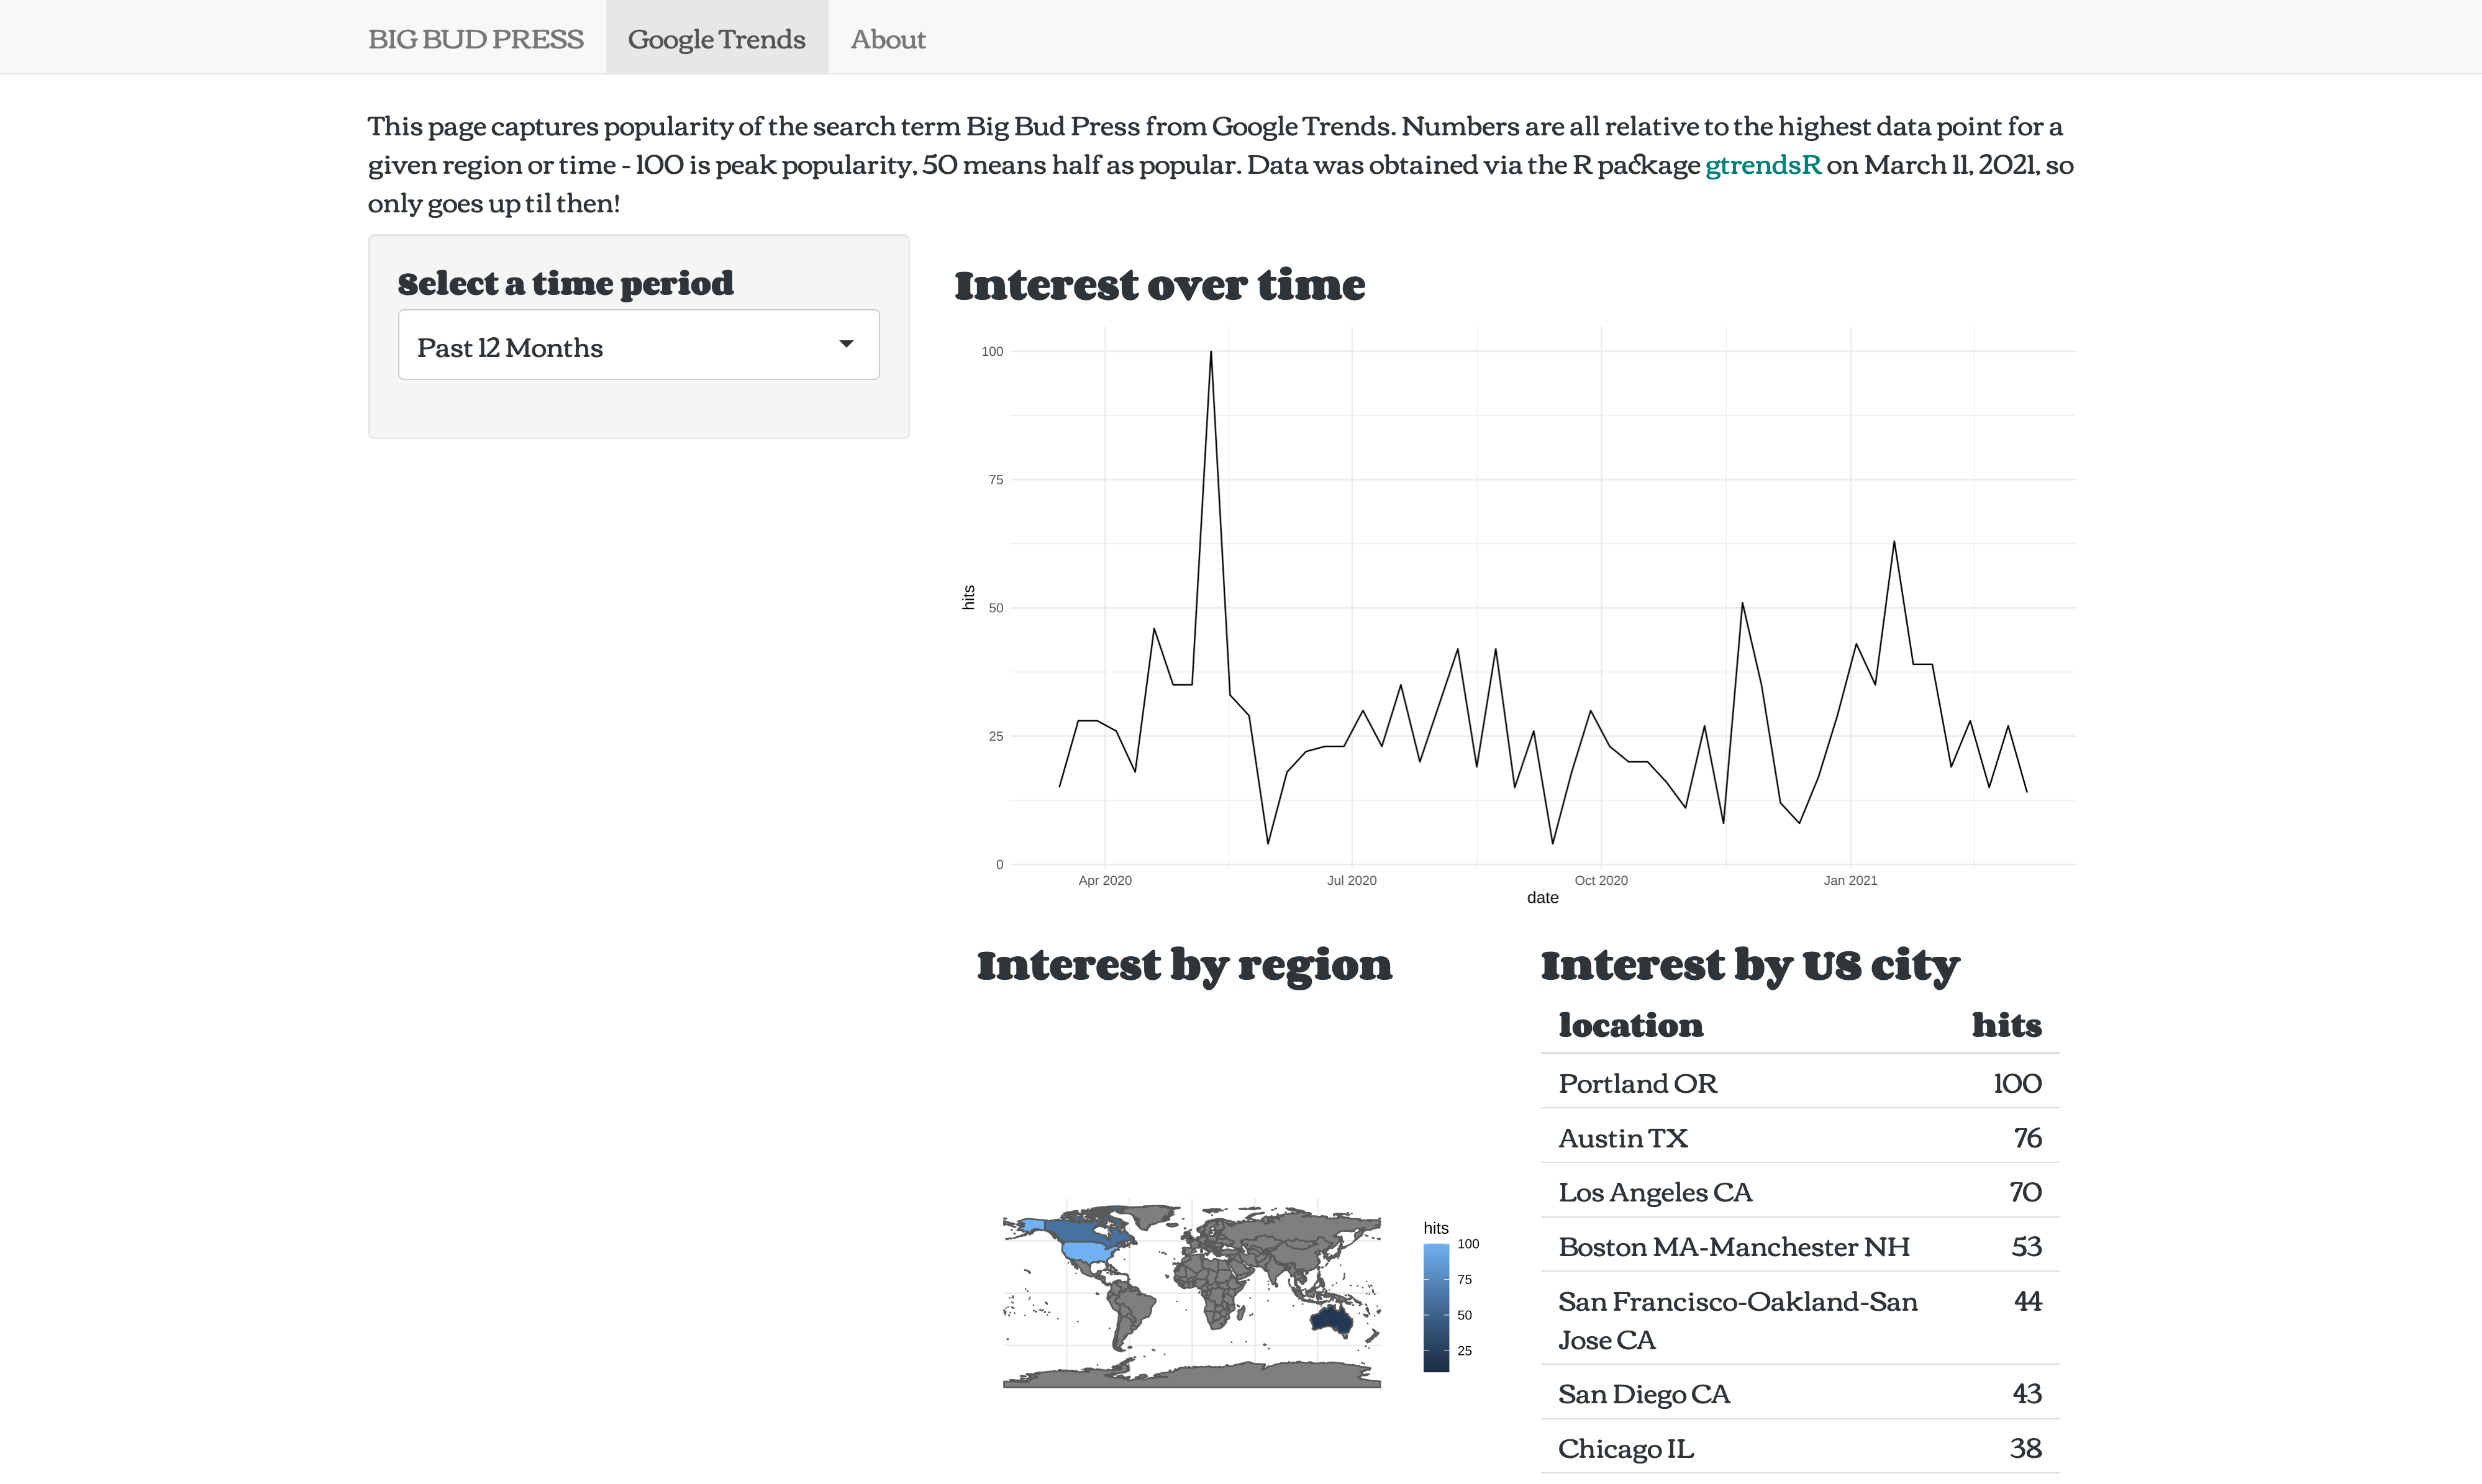 BIG BUD PRESS Google Trends About
This page captures popularity of the search term Big Bud Press from Google Trends. Numbers are all relative to the highest data point for a
given region or time - 100 is peak popularity, 50 means half as popular. Data was obtained via the R package gtrendsR on March 11, 2021, so
only goes up til then!
Select a time period
Past 12 Months
Interest over time
100
75
50
25
0
hits
Apr 2020 Jul 2020 Oct 2020 Jan 2021
date
Interest by region
hits
100
75
50
25
Interest by US city
location hits
Portland OR 100
Austin TX 76
Los Angeles CA 70
Boston MA-Manchester NH 53
San Francisco-Oakland-San 44
Jose CA
San Diego CA 43
Chicago IL 38